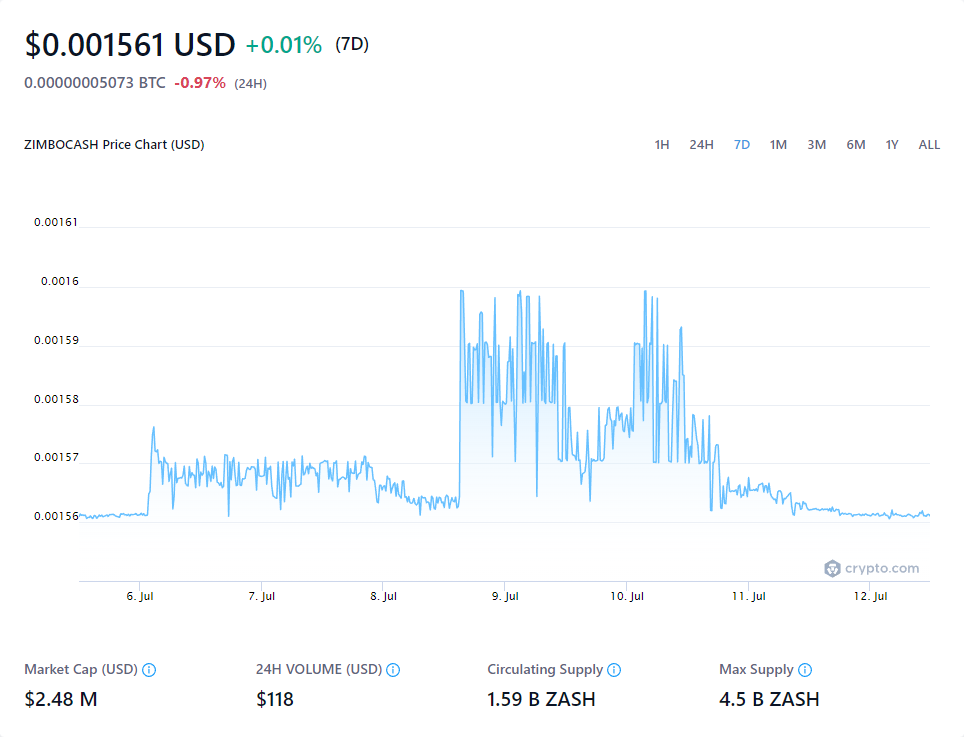 $0.001561 USD +0.01% (7D)
0.00000005073 BTC -0.97% (24H)
ZIMBOCASH Price Chart (USD) 1H 24H 7D 1M 3M 6M 1Y ALL
0.00161
0.0016
0.00159
0.00158
0.00157
0.00156
crypto.com
6. Jul 7. Jul 8. Jul 9. Jul 10. Jul 11. Jul 12. Jul
Market Cap (USD) 24H VOLUME (USD) Circulating Supply Max Supply
$2.48 M $118 1.59 B ZASH 4.5 B ZASH